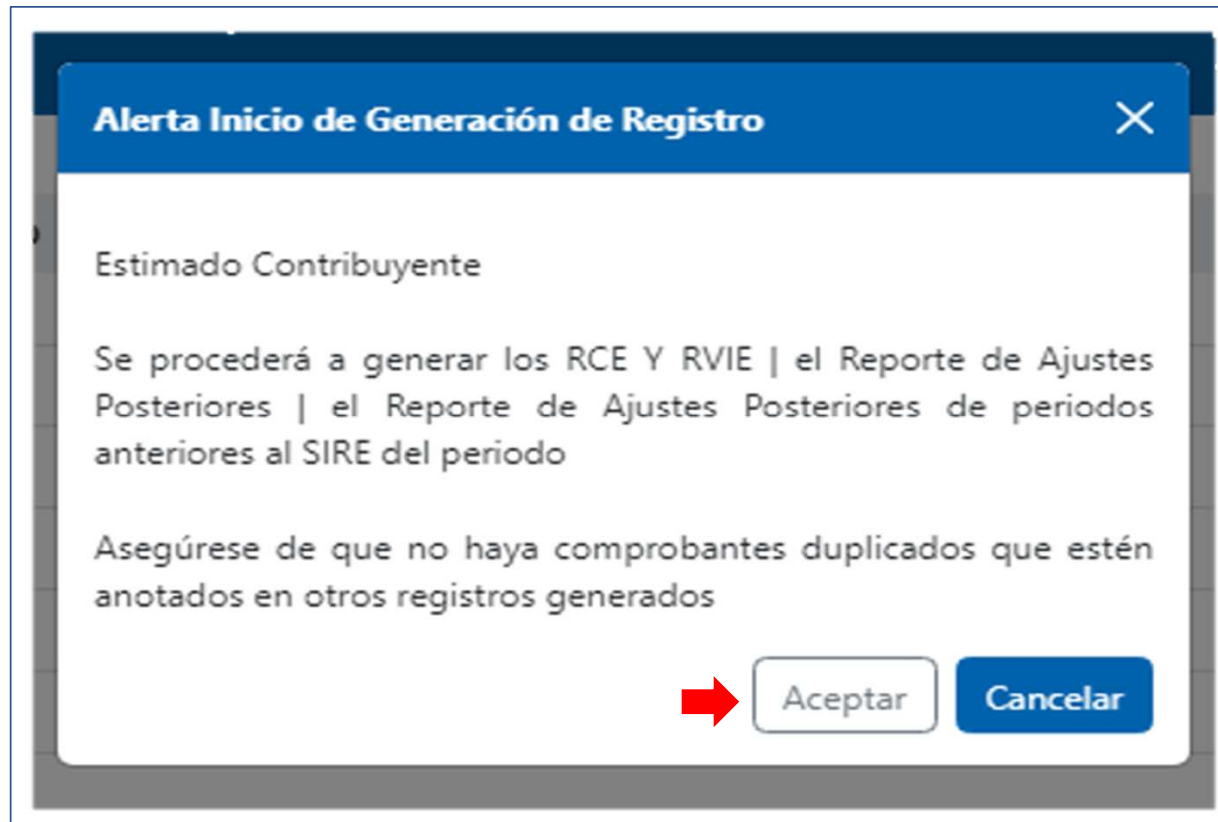 Alerta Inicio de Generación de Registro
Estimado Contribuyente
Se procederá a generar los RCE Y RVIE | el Reporte de Ajustes
Posteriores | el Reporte de Ajustes Posteriores de periodos
anteriores al SIRE del periodo
Asegúrese de que no haya comprobantes duplicados que estén
anotados en otros registros generados
Aceptar
Cancelar